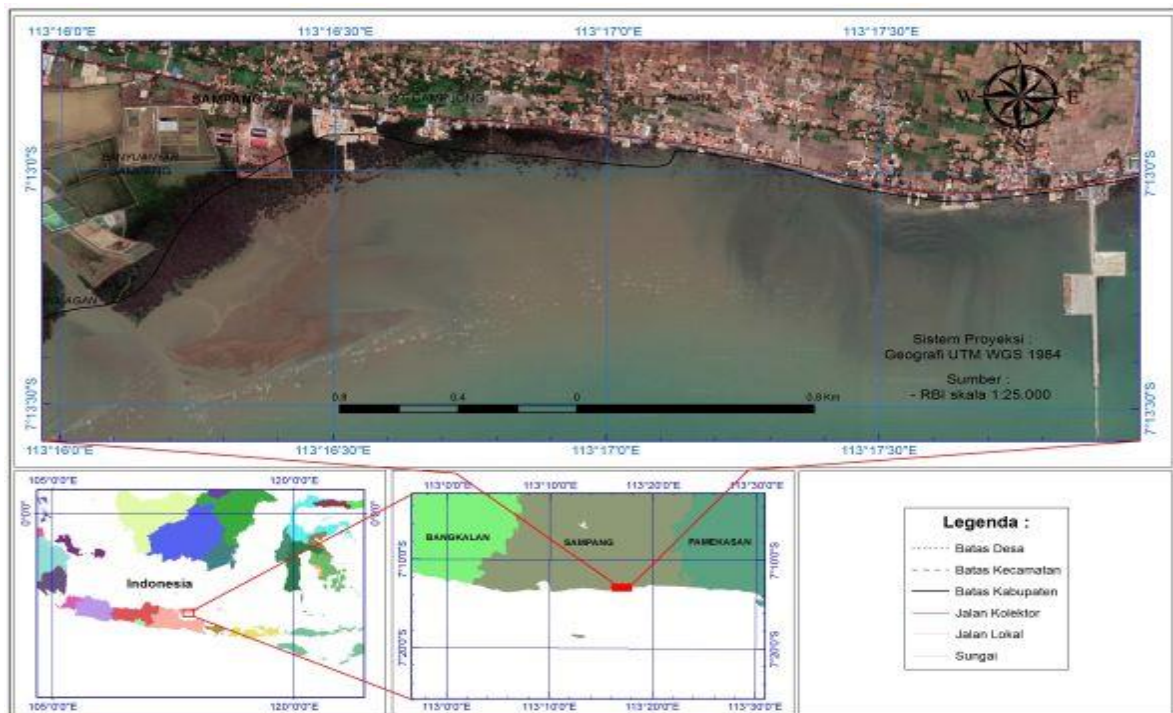 113°16'0"E 113°16'30"E 113°17'0"E 113°17'30"E
N
W E
SAMPANG
BANYUANYAR
SAMPANG
7°13'0"S 7°13'0"S
Sistem Proyeksi :
Geografi UTM WGS 1984
Sumber :
- RBI skala 1:25.000
0.8 0.4 0 0.8 Km
7°13'30"S 7°13'30"S
113°16'0"E 113°16'30"E 113°17'0"E 113°17'30"E
105°0'0"E 120°0'0"E
0°0'0" 0°0'0"
Indonesia
105°0'0"E 120°0'0"E
113°0'0"E 113°10'0"E 113°20'0"E 113°30'0"E
BANGKALAN SAMPANG PAMEKASAN
7°10'0"S 7°10'0"S
7°20'0"S 7°20'0"S
113°0'0"E 113°10'0"E 113°20'0"E 113°30'0"E
Legenda :
Batas Desa
Batas Kecamatan
Batas Kabupaten
Jalan Kolektor
Jalan Lokal
Sungai